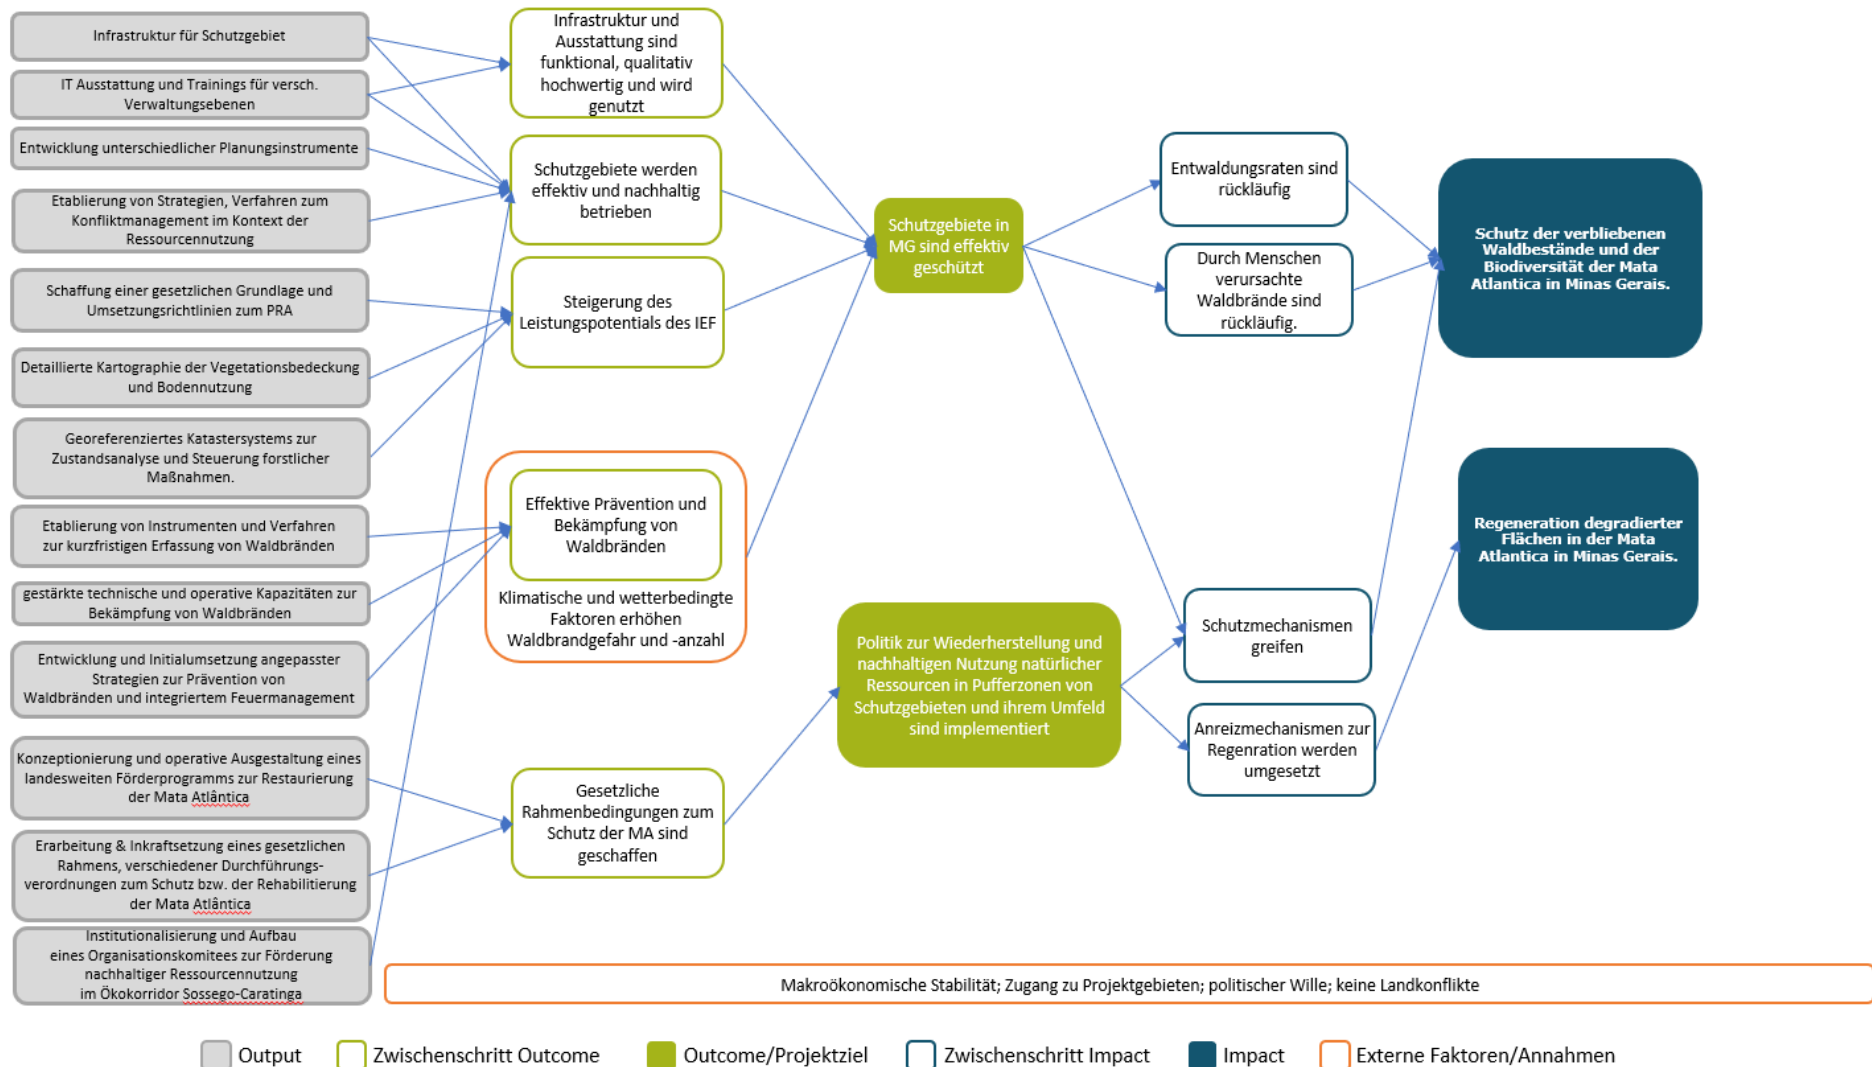 Infrastruktur für Schutzgebiet
IT Ausstattung und Trainings für versch.
Verwaltungsebenen
Entwicklung unterschiedlicher Planungsinstrumente
Etablierung von Strategien, Verfahren zum
Konfliktmanagement im Kontext der
Ressourcennutzung
Schaffung einer gesetzlichen Grundlage und
Umsetzungsrichtlinien zum PRA
Detaillierte Kartographie der Vegetationsbedeckung
und Bodennutzung
Georeferenziertes Katastersystems zur
Zustandsanalyse und Steuerung forstlicher
Maßnahmen.
Etablierung von Instrumenten und Verfahren
zur kurzfristigen Erfassung von Waldbränden
gestärkte technische und operative Kapazitäten zur
Bekämpfung von Waldbränden
Entwicklung und Initialumsetzung angepasster
Strategien zur Prävention von
Waldbränden und integriertem Feuermanagement
Konzeptionierung und operative Ausgestaltung eines
landesweiten Förderprogramms zur Restaurierung
der Mata Atlântica
Erarbeitung & Inkraftsetzung eines gesetzlichen
Rahmens, verschiedener Durchführungs-
verordnungen zum Schutz bzw. der Rehabilitierung
der Mata Atlântica
Institutionalisierung und Aufbau
eines Organisationskomitees zur Förderung
nachhaltiger Ressourcennutzung
im Ökokorridor Sossego-Caratinga
Infrastruktur und
Ausstattung sind
funktional, qualitativ
hochwertig und wird
genutzt
Schutzgebiete werden
effektiv und nachhaltig
betrieben
Steigerung des
Leistungspotentials des IEF
Effektive Prävention und
Bekämpfung von
Waldbränden
Klimatische und wetterbedingte
Faktoren erhöhen
Waldbrandgefahr und -anzahl
Gesetzliche
Rahmenbedingungen zum
Schutz der MA sind
geschaffen
Schutzgebiete in
MG sind effektiv
geschützt
Politik zur Wiederherstellung und
nachhaltigen Nutzung natürlicher
Ressourcen in Pufferzonen von
Schutzgebieten und ihrem Umfeld
sind implementiert
Entwaldungsraten sind
rückläufig
Durch Menschen
verursachte
Waldbrände sind
rückläufig.
Schutzmechanismen
greifen
Anreizmechanismen zur
Regenration werden
umgesetzt
Schutz der verbliebenen
Waldbestände und der
Biodiversität der Mata
Atlantica in Minas Gerais.
Regeneration degradierter
Flächen in der Mata
Atlantica in Minas Gerais.
Makroökonomische Stabilität; Zugang zu Projektgebieten; politischer Wille; keine Landkonflikte
Output
Zwischenschritt Outcome
Outcome/Projektziel
Zwischenschritt Impact
Impact
Externe Faktoren/Annahmen